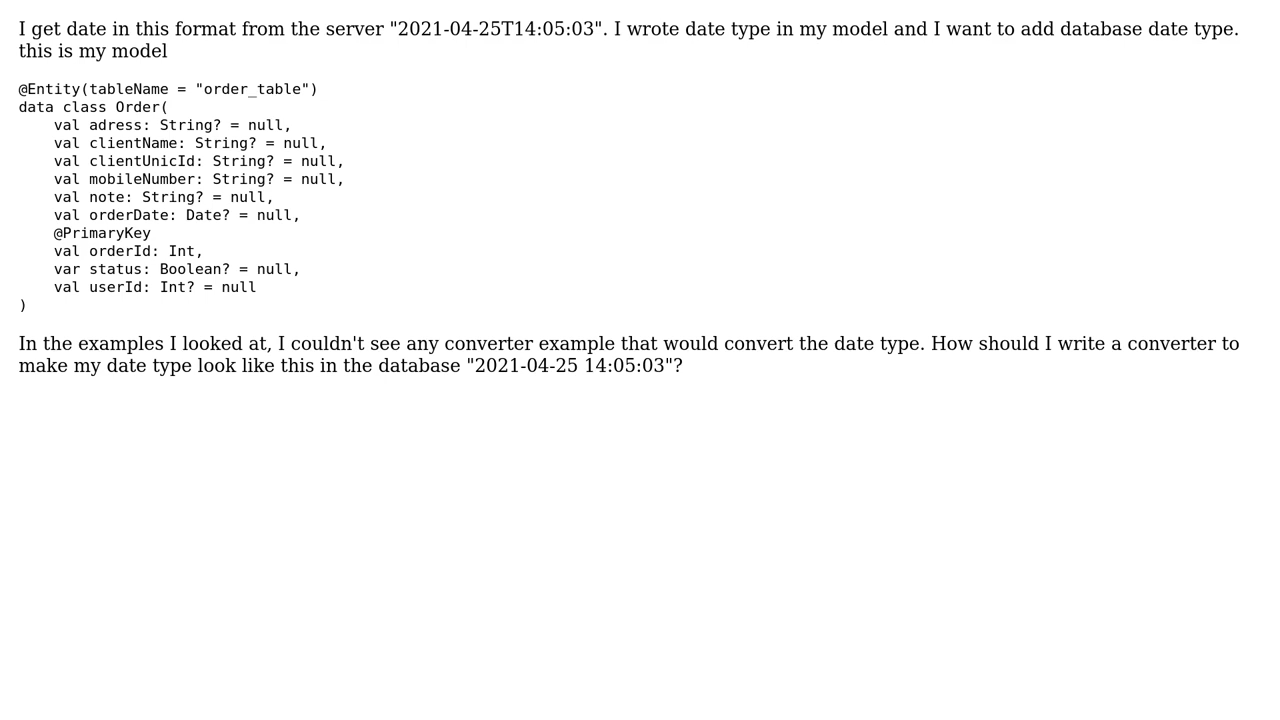 I get date in this format from the server "2021-04-25T14:05:03". I wrote date type in my model and I want to add database date type.
this is my model
@Entity(tableName = "order_table")
data class Order(
    val adress: String? = null,
    val clientName: String? = null,
    val clientUnicId: String? = null,
    val mobileNumber: String? = null,
    val note: String? = null,
    val orderDate: Date? = null,
    @PrimaryKey
    val orderId: Int,
    var status: Boolean? = null,
    val userId: Int? = null
)
In the examples I looked at, I couldn't see any converter example that would convert the date type. How should I write a converter to
make my date type look like this in the database "2021-04-25 14:05:03"?